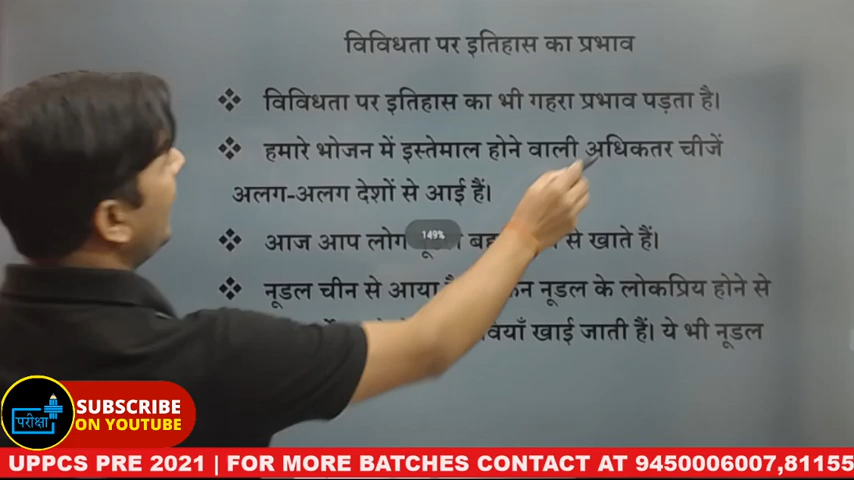 विविधता पर इतिहास का प्रभाव
❖ विविधता पर इतिहास का भी गहरा प्रभाव पड़ता है।
❖ हमारे भोजन में इस्तेमाल होने वाली अधिकतर चीजें
अलग-अलग देशों से आई हैं।
149%
❖ आज आप लोग से खाते हैं।
❖ नूडल चीन से आया नूडल के लोकप्रिय होने से
खाई जाती हैं। ये भी नूडल
परीक्षा
SUBSCRIBE
ON YOUTUBE
UPPCS PRE 2021 | FOR MORE BATCHES CONTACT AT 9450006007,81155